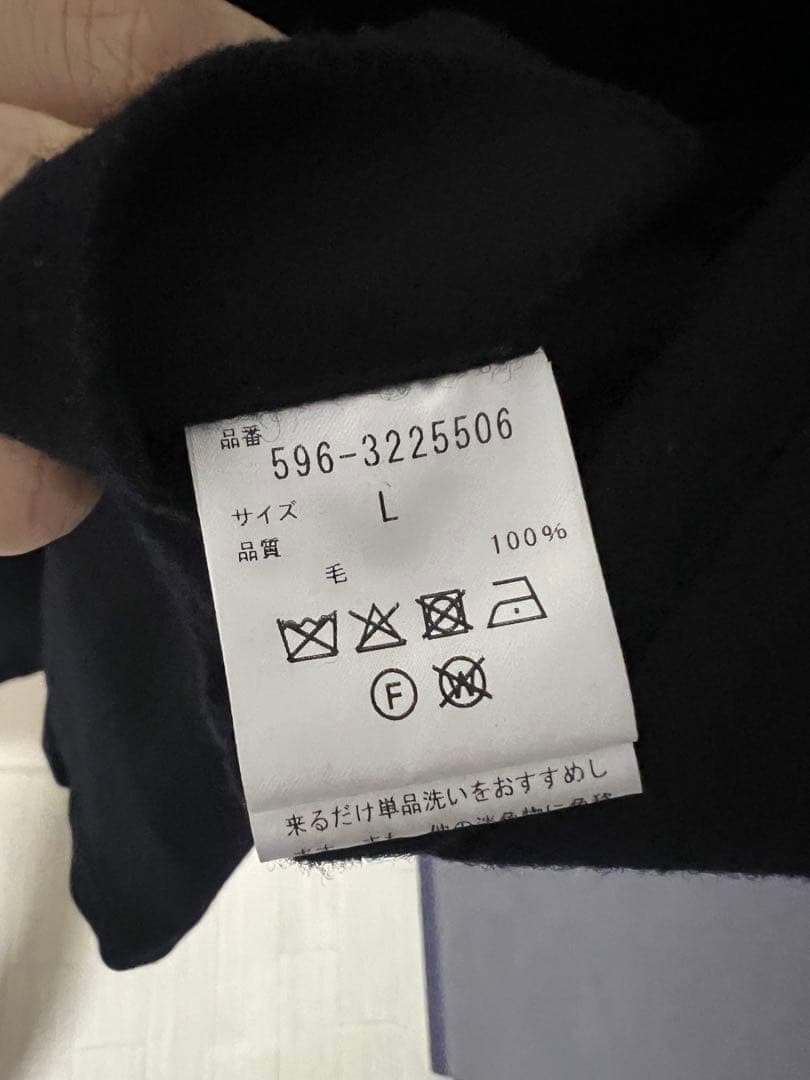 品番 596-3225506
サイズ L
品質
毛 100%
F W
来るだけ単品洗いをおすすめし